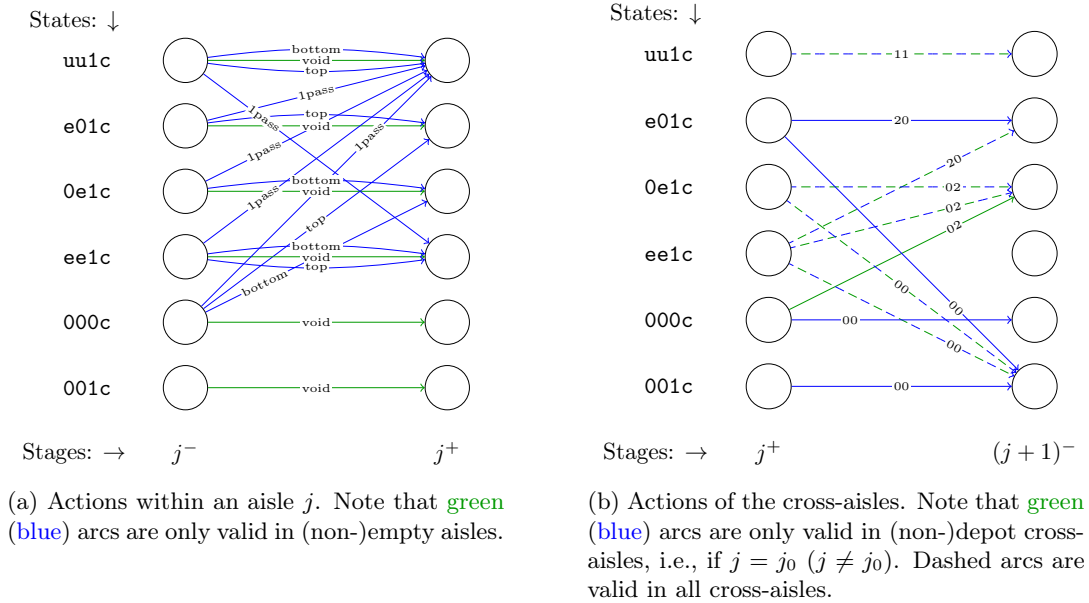 States: ↓
uu1c
e01c
0e1c
ee1c
000c
001c
bottom
void
top
1pass
1pass
top
void
1pass
1pass
bottom
void
1pass
top
bottom
void
top
bottom
void
void
Stages: → j⁻ j⁺
(a) Actions within an aisle j. Note that green
(blue) arcs are only valid in (non-)empty aisles.
States: ↓
uu1c
e01c
0e1c
ee1c
000c
001c
11
20
20
02
02
02
00
00
00
00
00
Stages: → j⁺ (j + 1)⁻
(b) Actions of the cross-aisles. Note that green
(blue) arcs are only valid in (non-)depot cross-
aisles, i.e., if j = j₀ (j ≠ j₀). Dashed arcs are
valid in all cross-aisles.